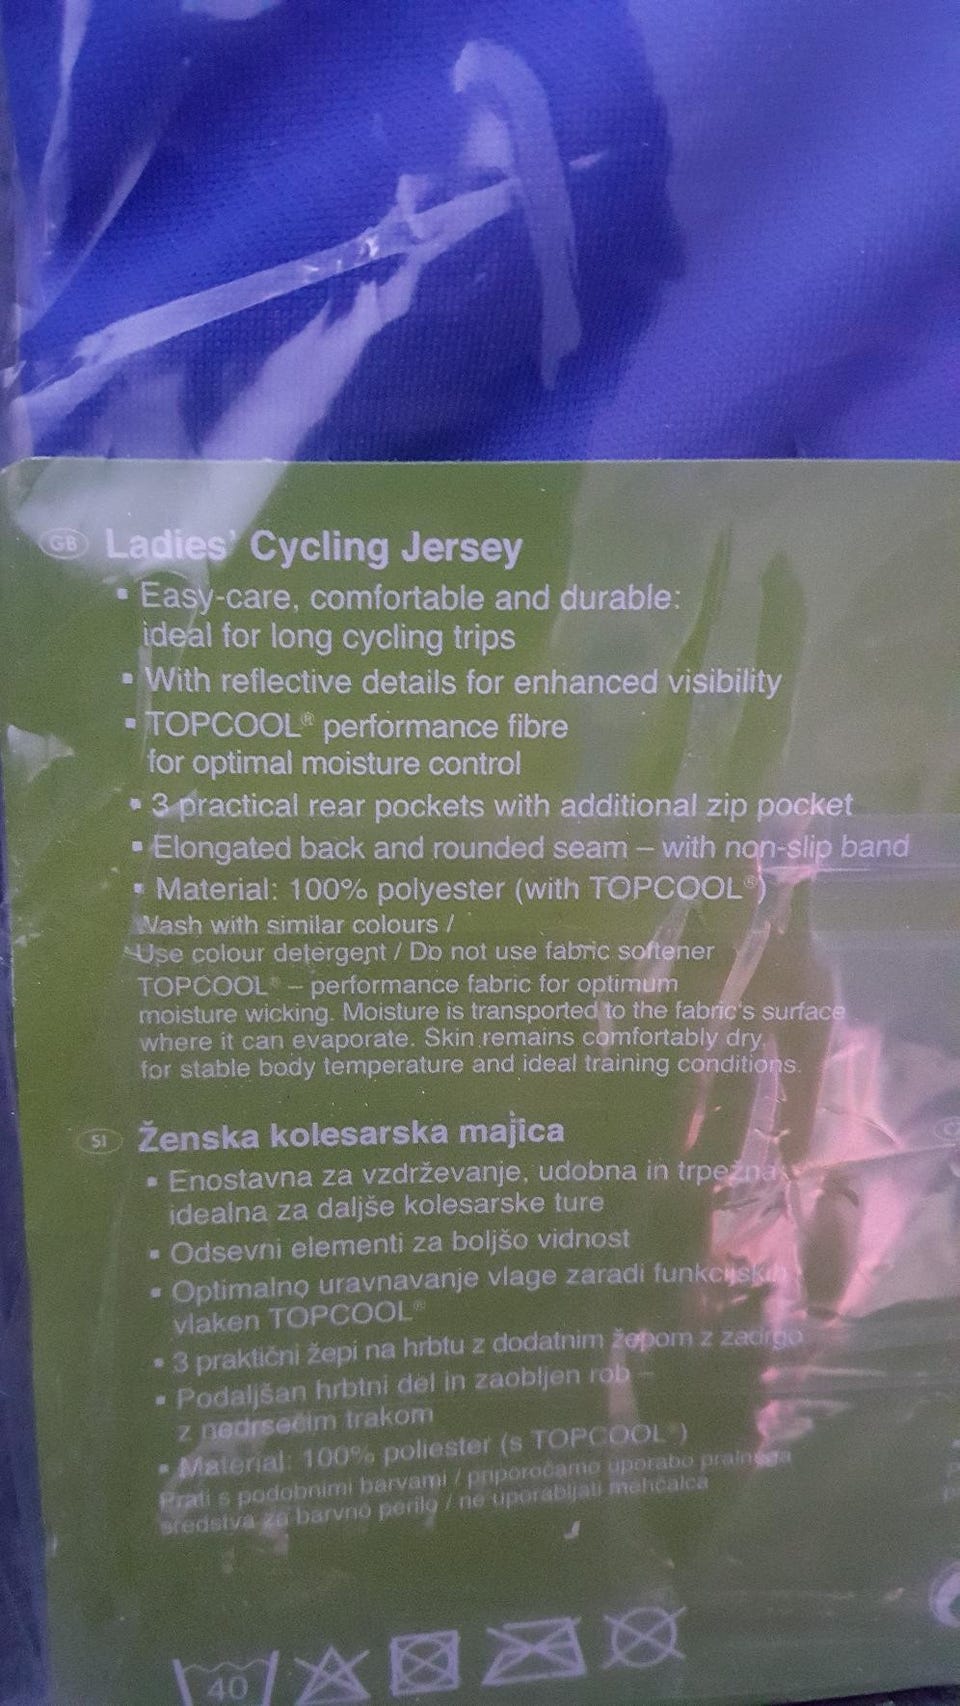 GB Ladies' Cycling Jersey
▪ Easy-care, comfortable and durable:
ideal for long cycling trips
▪ With reflective details for enhanced visibility
▪ TOPCOOL® performance fibre
for optimal moisture control
▪ 3 practical rear pockets with additional zip pocket
▪ Elongated back and rounded seam – with non-slip band
▪ Material: 100% polyester (with TOPCOOL®)
Wash with similar colours /
Use colour detergent / Do not use fabric softener
TOPCOOL® – performance fabric for optimum
moisture wicking. Moisture is transported to the fabric's surface
where it can evaporate. Skin remains comfortably dry,
for stable body temperature and ideal training conditions.
SI Ženska kolesarska majica
▪ Enostavna za vzdrževanje, udobna in trpežna,
idealna za daljše kolesarske ture
▪ Odsevni elementi za boljšo vidnost
▪ Optimalno uravnavanje vlage zaradi funkcijskih
vlaken TOPCOOL®
▪ 3 praktični žepi na hrbtu z dodatnim žepom z zadrgo
▪ Podaljšan hrbtni del in zaobljen rob –
z nedrsečim trakom
▪ Material: 100% poliester (s TOPCOOL®)
Prati s podobnimi barvami / priporočamo uporabo pralnega
sredstva za barvno perilo / ne uporabljati mehčalca
40